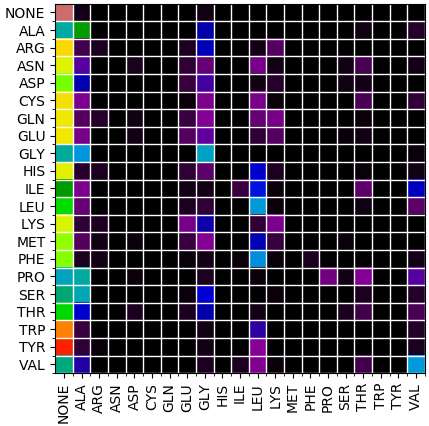 NONE
ALA
ARG
ASN
ASP
CYS
GLN
GLU
GLY
HIS
ILE
LEU
LYS
MET
PHE
PRO
SER
THR
TRP
TYR
VAL
NONE ALA ARG ASN ASP CYS GLN GLU GLY HIS ILE LEU LYS MET PHE PRO SER THR TRP TYR VAL